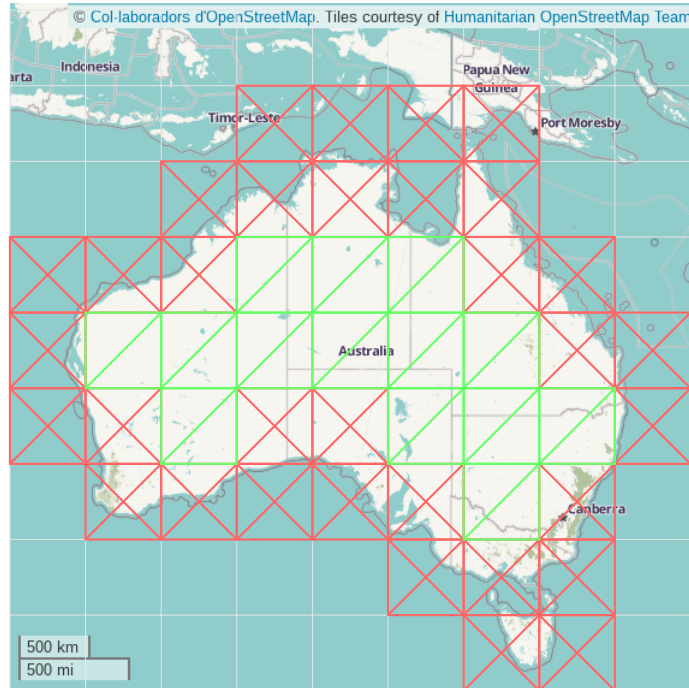 © Col·laboradors d'OpenStreetMap. Tiles courtesy of Humanitarian OpenStreetMap Team
Indonesia
arta
Papua New
Guinea
Timor-Leste
Port Moresby
Australia
Canberra
500 km
500 mi